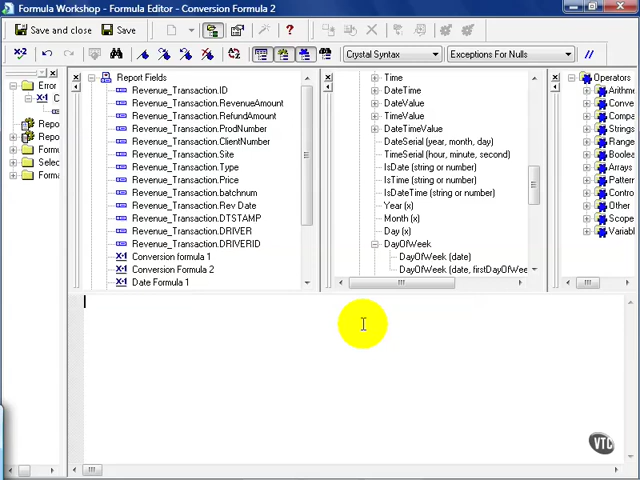 Formula Workshop - Formula Editor - Conversion Formula 2
Save and close
Save
Crystal Syntax
Exceptions For Nulls
Error
C
Repo
Repo
Formu
Selec
Forma
Report Fields
Revenue_Transaction.ID
Revenue_Transaction.RevenueAmount
Revenue_Transaction.RefundAmount
Revenue_Transaction.ProdNumber
Revenue_Transaction.ClientNumber
Revenue_Transaction.Site
Revenue_Transaction.Type
Revenue_Transaction.Price
Revenue_Transaction.batchnum
Revenue_Transaction.Rev Date
Revenue_Transaction.DTSTAMP
Revenue_Transaction.DRIVER
Revenue_Transaction.DRIVERID
Conversion formula 1
Conversion Formula 2
Date Formula 1
Time
DateTime
DateValue
TimeValue
DateTimeValue
DateSerial (year, month, day)
TimeSerial (hour, minute, second)
IsDate (string or number)
IsTime (string or number)
IsDateTime (string or number)
Year (x)
Month (x)
Day (x)
DayOfWeek
DayOfWeek (date)
DayOfWeek (date, firstDayOfWee
Operators
Arithme
Conve
Compa
Strings
Range
Boolea
Arrays
Pattern
Control
Other
Scope
Variabl
VTC